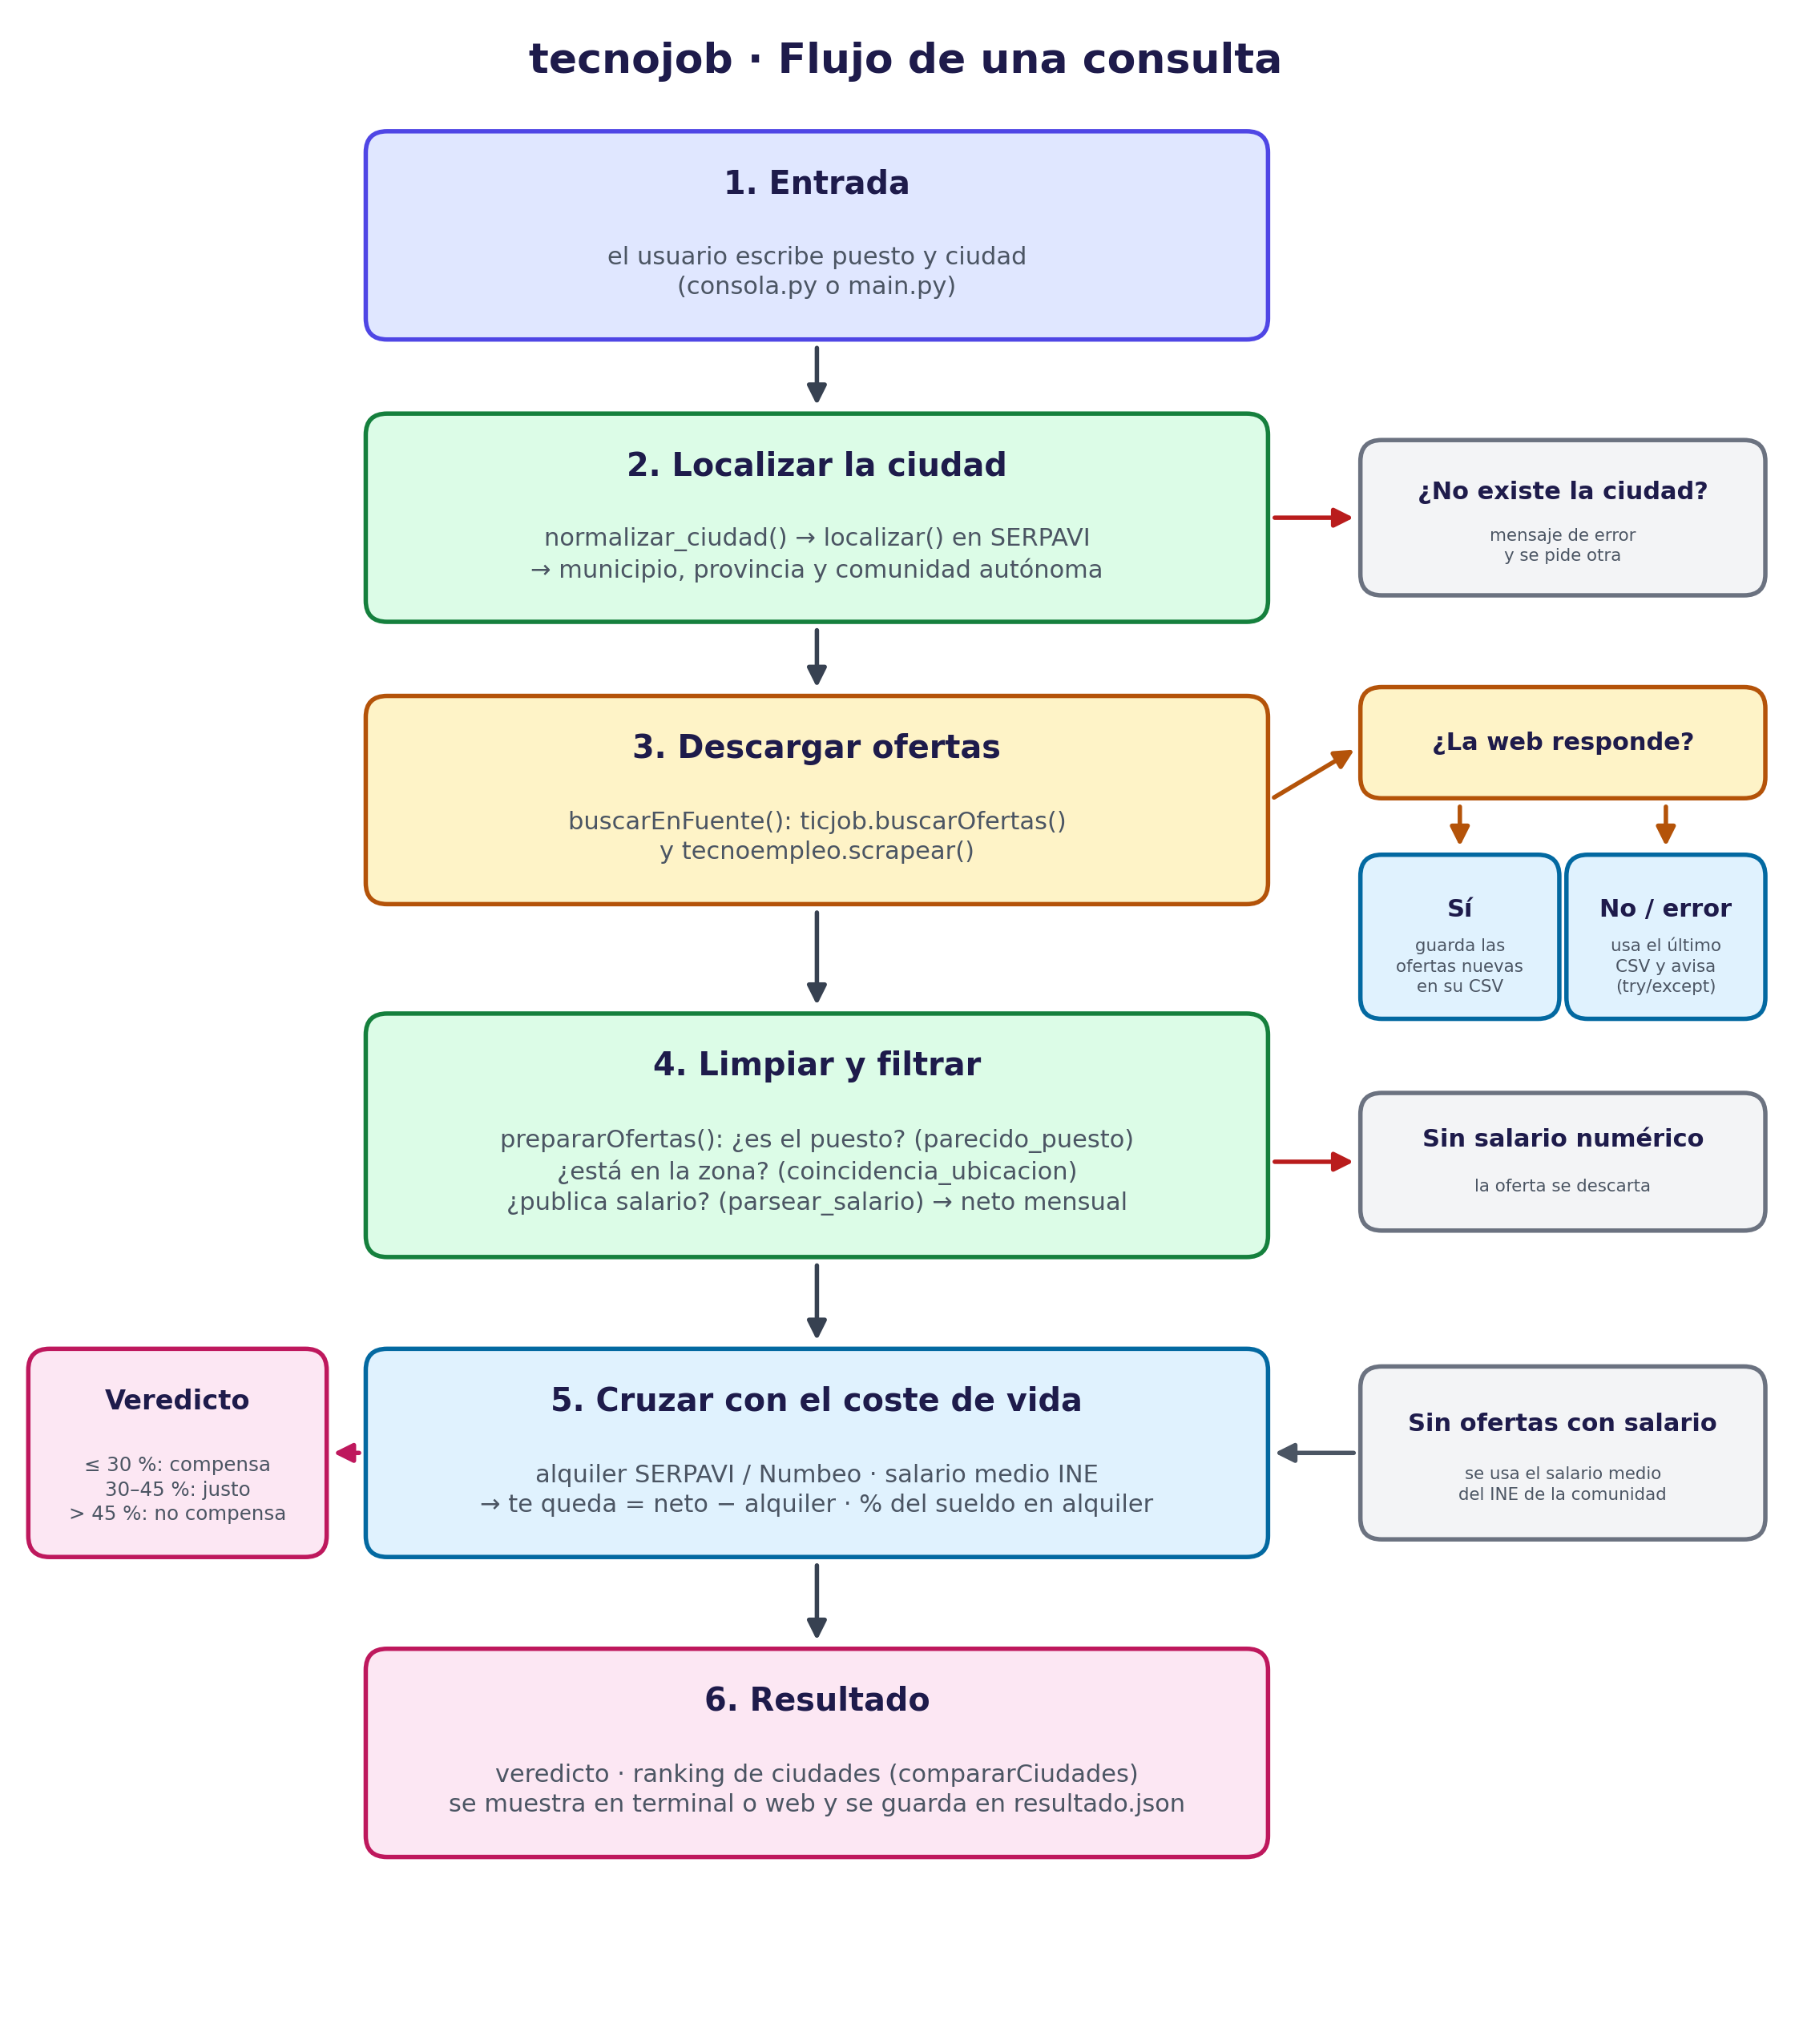 tecnojob · Flujo de una consulta
1. Entrada
el usuario escribe puesto y ciudad
(consola.py o main.py)
2. Localizar la ciudad
normalizar_ciudad() → localizar() en SERPAVI
→ municipio, provincia y comunidad autónoma
¿No existe la ciudad?
mensaje de error
y se pide otra
3. Descargar ofertas
buscarEnFuente(): ticjob.buscarOfertas()
y tecnoempleo.scrapear()
¿La web responde?
Sí
guarda las
ofertas nuevas
en su CSV
No / error
usa el último
CSV y avisa
(try/except)
4. Limpiar y filtrar
prepararOfertas(): ¿es el puesto? (parecido_puesto)
¿está en la zona? (coincidencia_ubicacion)
¿publica salario? (parsear_salario) → neto mensual
Sin salario numérico
la oferta se descarta
Veredicto
≤ 30 %: compensa
30–45 %: justo
> 45 %: no compensa
5. Cruzar con el coste de vida
alquiler SERPAVI / Numbeo · salario medio INE
→ te queda = neto − alquiler · % del sueldo en alquiler
Sin ofertas con salario
se usa el salario medio
del INE de la comunidad
6. Resultado
veredicto · ranking de ciudades (compararCiudades)
se muestra en terminal o web y se guarda en resultado.json